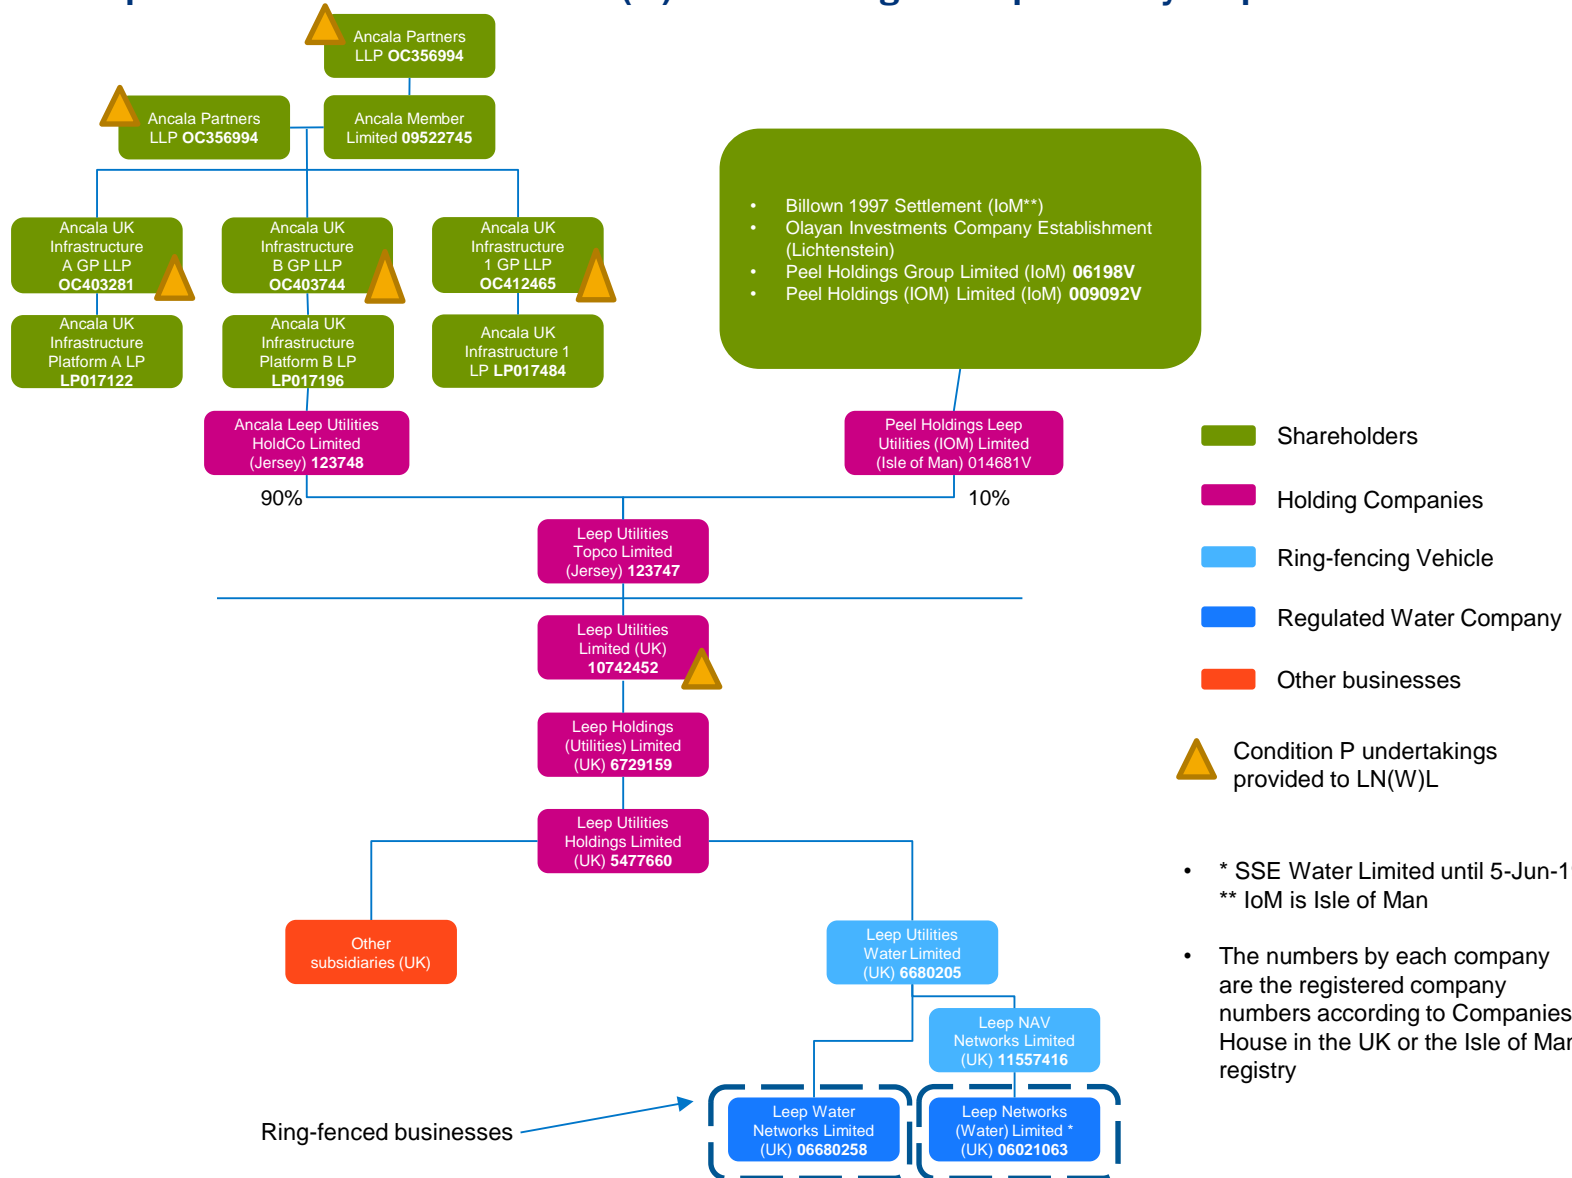 Ancala Partners
LLP OC356994
Ancala Partners
LLP OC356994
Ancala Member
Limited 09522745
Ancala UK
Infrastructure
A GP LLP
OC403281
Ancala UK
Infrastructure
B GP LLP
OC403744
Ancala UK
Infrastructure
1 GP LLP
OC412465
Ancala UK
Infrastructure
Platform A LP
LP017122
Ancala UK
Infrastructure
Platform B LP
LP017196
Ancala UK
Infrastructure 1
LP LP017484
• Billown 1997 Settlement (IoM**)
• Olayan Investments Company Establishment
(Lichtenstein)
• Peel Holdings Group Limited (IoM) 06198V
• Peel Holdings (IOM) Limited (IoM) 009092V
Ancala Leep Utilities
HoldCo Limited
(Jersey) 123748
Peel Holdings Leep
Utilities (IOM) Limited
(Isle of Man) 014681V
90%
10%
Leep Utilities
Topco Limited
(Jersey) 123747
Leep Utilities
Limited (UK)
10742452
Leep Holdings
(Utilities) Limited
(UK) 6729159
Leep Utilities
Holdings Limited
(UK) 5477660
Other
subsidiaries (UK)
Leep Utilities
Water Limited
(UK) 6680205
Leep NAV
Networks Limited
(UK) 11557416
Ring-fenced businesses
Leep Water
Networks Limited
(UK) 06680258
Leep Networks
(Water) Limited *
(UK) 06021063
Shareholders
Holding Companies
Ring-fencing Vehicle
Regulated Water Company
Other businesses
Condition P undertakings
provided to LN(W)L
• * SSE Water Limited until 5-Jun-1
** IoM is Isle of Man
• The numbers by each company
are the registered company
numbers according to Companies
House in the UK or the Isle of Man
registry